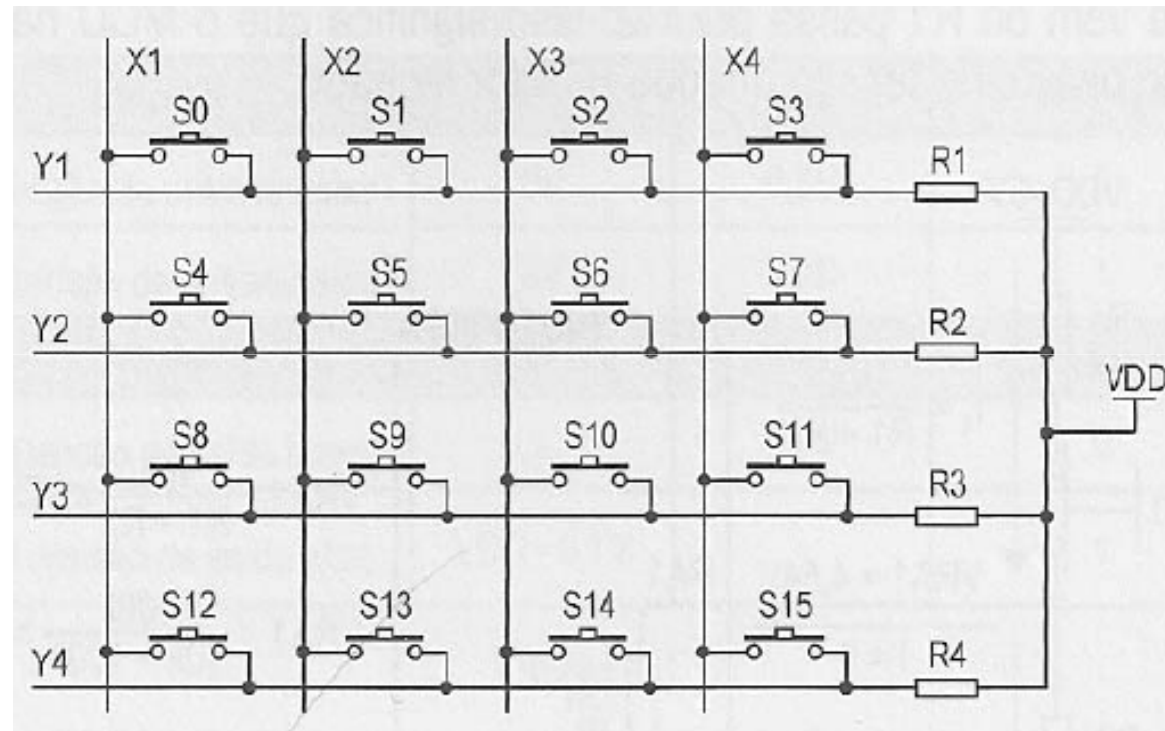 X1 X2 X3 X4
S0 S1 S2 S3
Y1 R1
S4 S5 S6 S7
Y2 R2
VDD
S8 S9 S10 S11
Y3 R3
S12 S13 S14 S15
Y4 R4